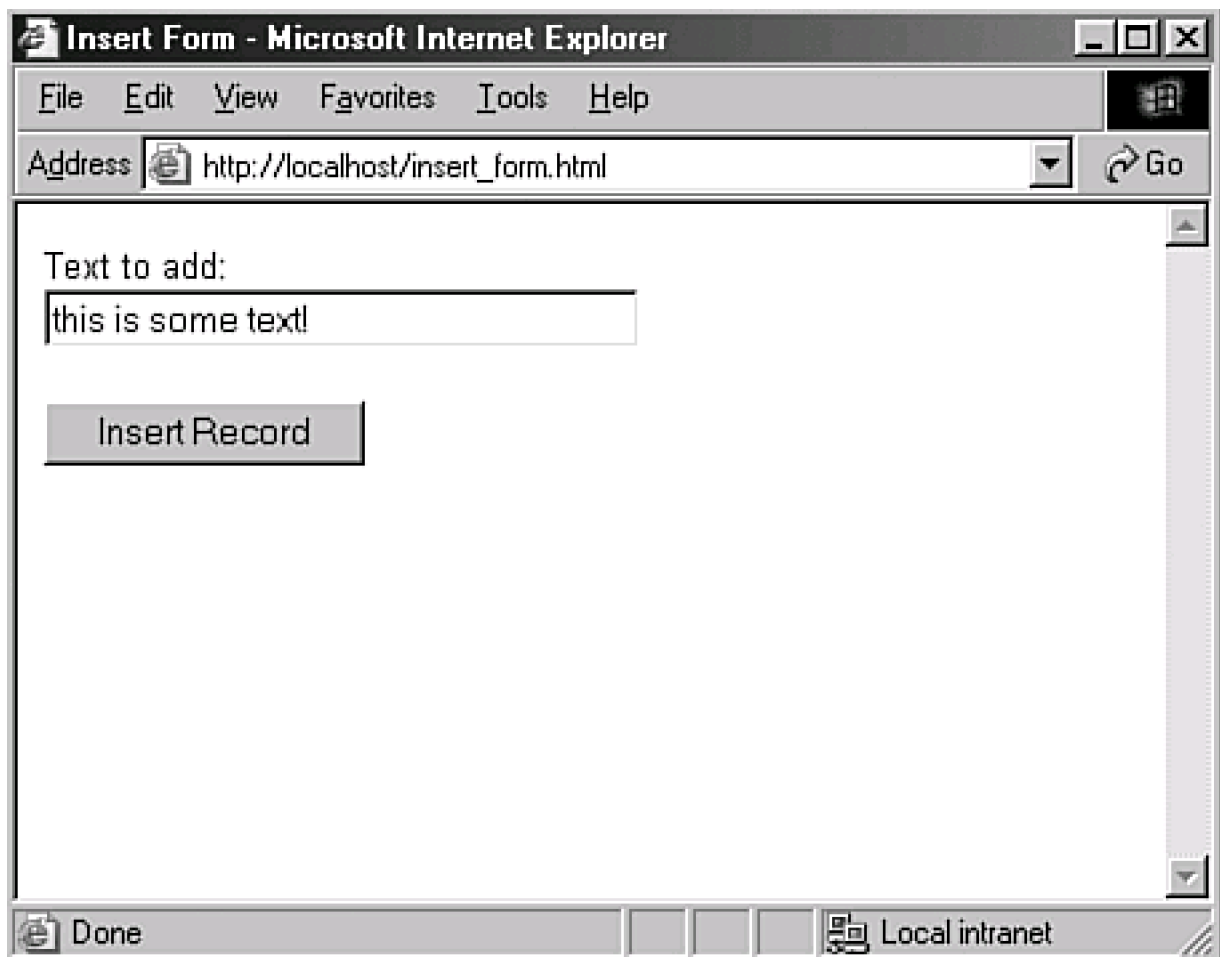 Insert Form - Microsoft Internet Explorer
File Edit View Favorites Tools Help
Address http://localhost/insert_form.html Go
Text to add:
this is some text!
Insert Record
Done Local intranet